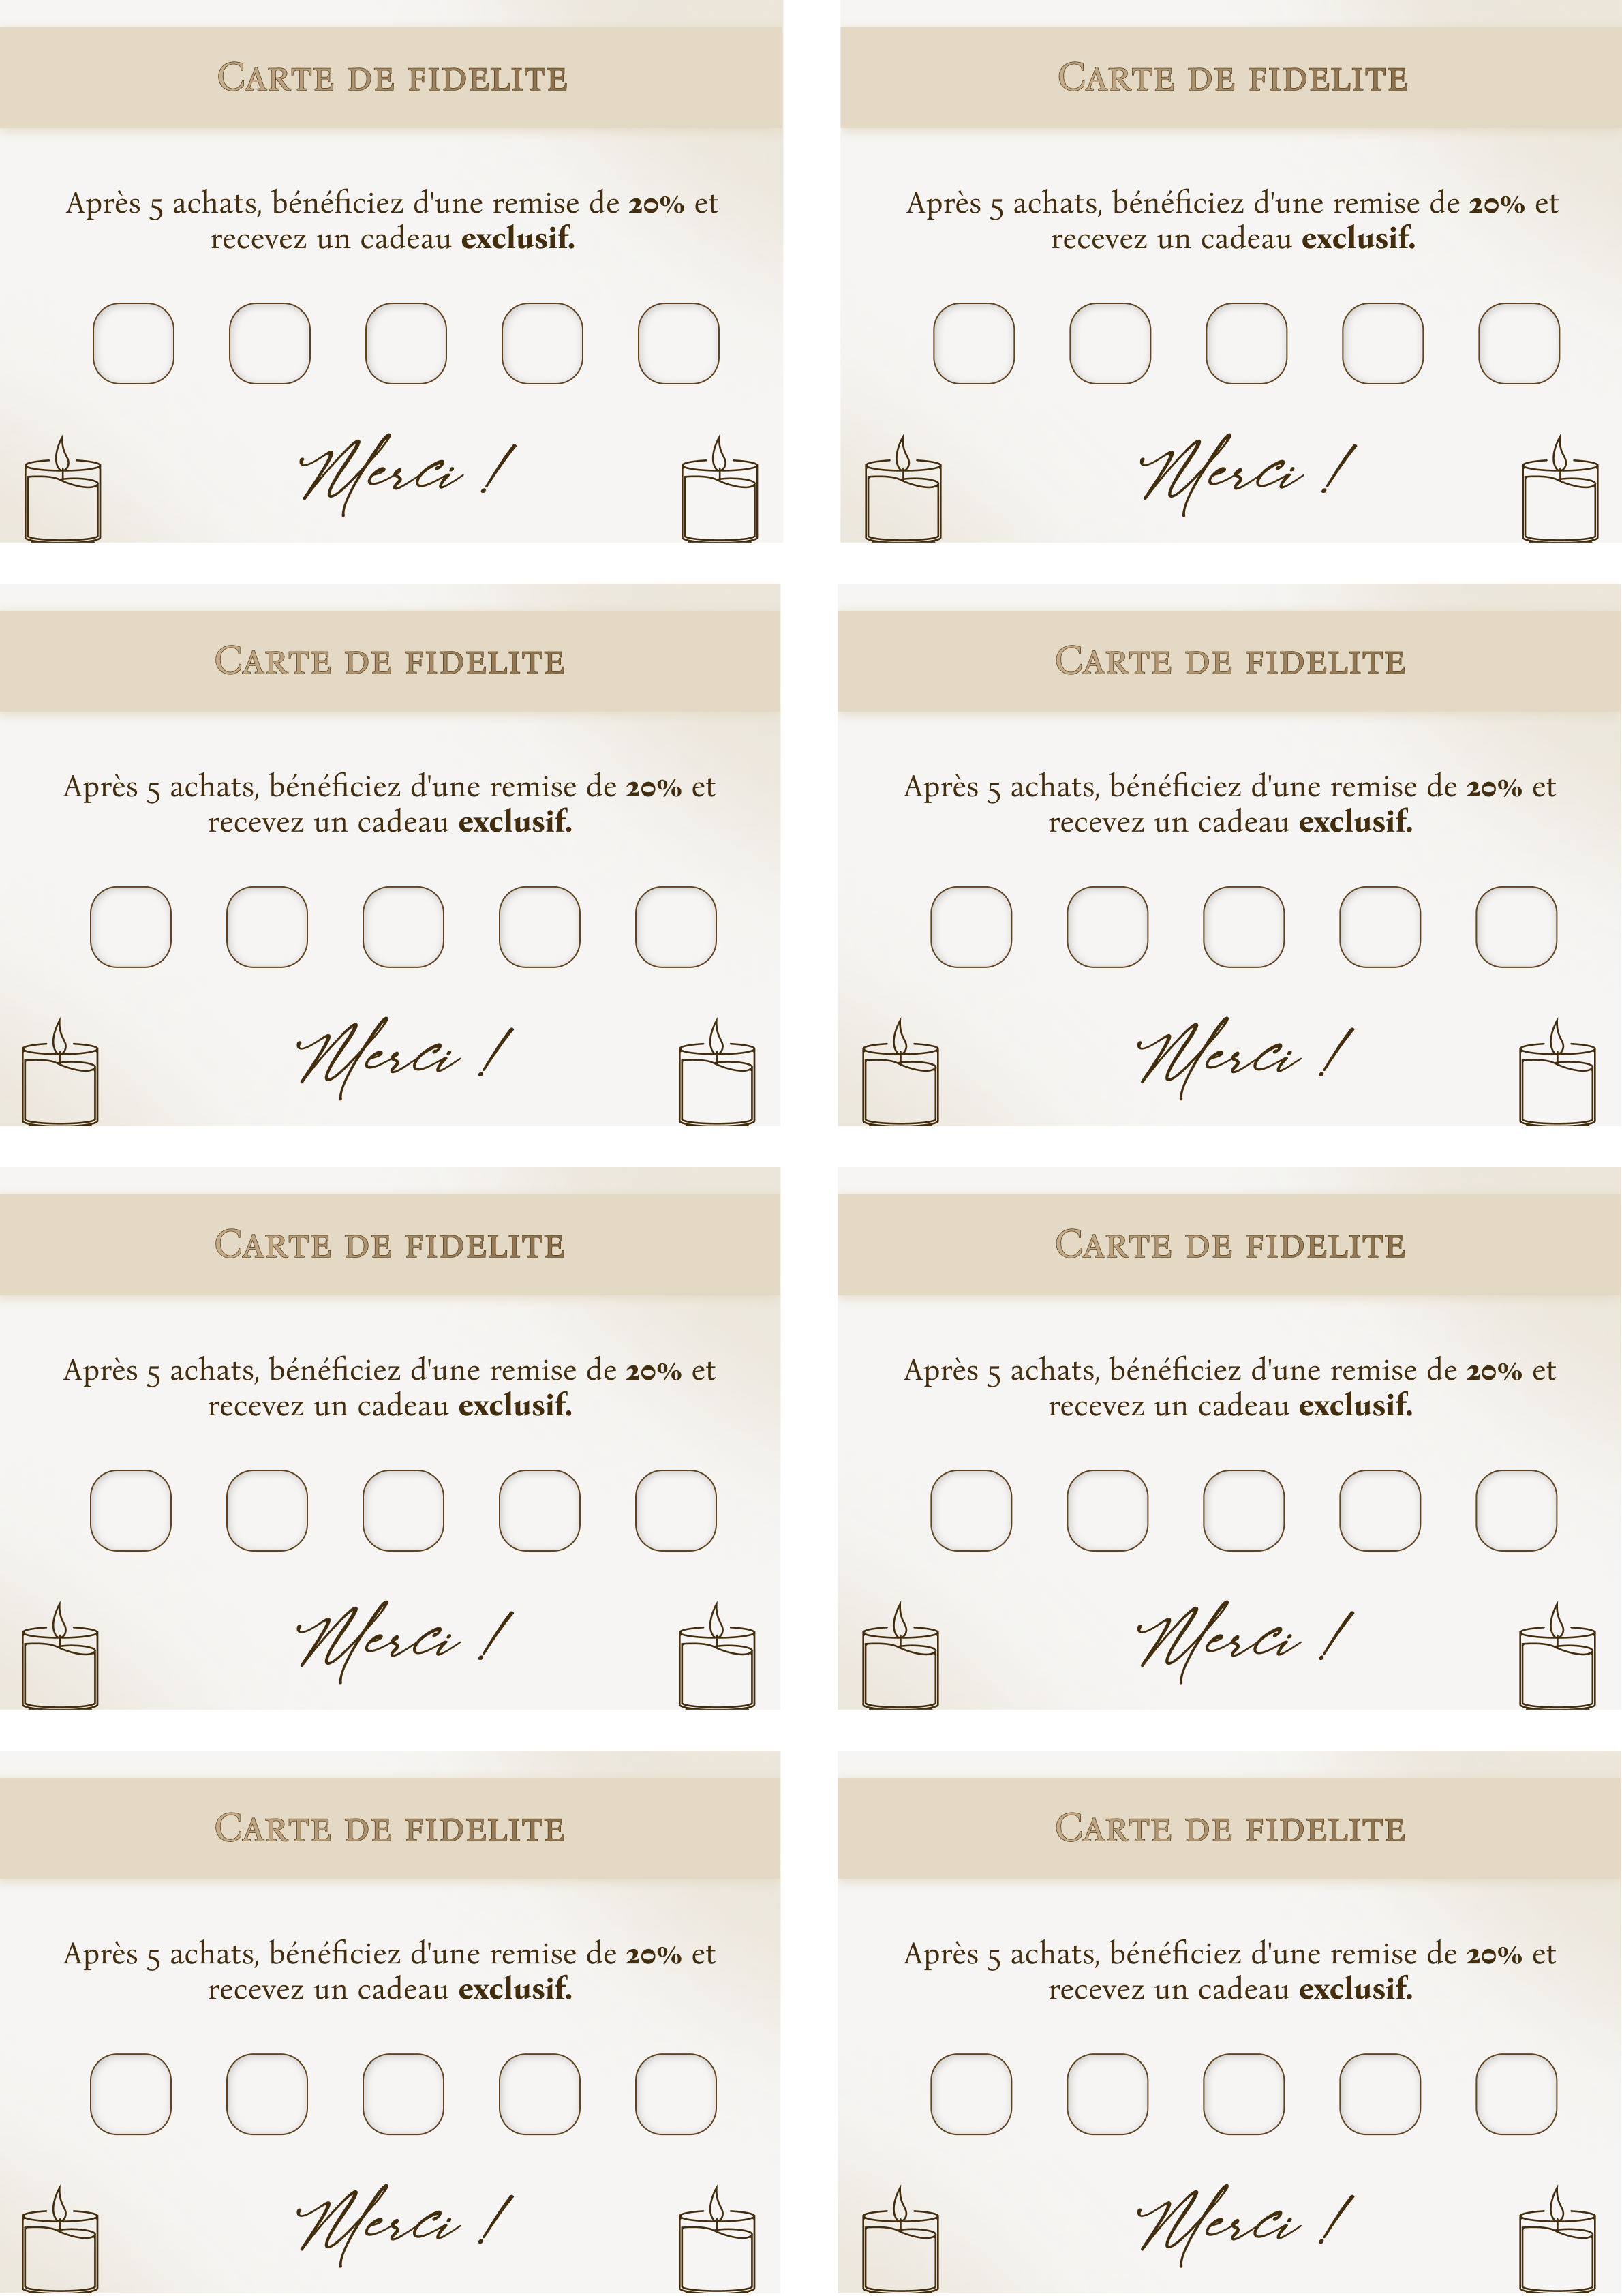 Carte de fidelite
Après 5 achats, bénéficiez d'une remise de 20% et
recevez un cadeau exclusif.
Merci !
Carte de fidelite
Après 5 achats, bénéficiez d'une remise de 20% et
recevez un cadeau exclusif.
Merci !
Carte de fidelite
Après 5 achats, bénéficiez d'une remise de 20% et
recevez un cadeau exclusif.
Merci !
Carte de fidelite
Après 5 achats, bénéficiez d'une remise de 20% et
recevez un cadeau exclusif.
Merci !
Carte de fidelite
Après 5 achats, bénéficiez d'une remise de 20% et
recevez un cadeau exclusif.
Merci !
Carte de fidelite
Après 5 achats, bénéficiez d'une remise de 20% et
recevez un cadeau exclusif.
Merci !
Carte de fidelite
Après 5 achats, bénéficiez d'une remise de 20% et
recevez un cadeau exclusif.
Merci !
Carte de fidelite
Après 5 achats, bénéficiez d'une remise de 20% et
recevez un cadeau exclusif.
Merci !